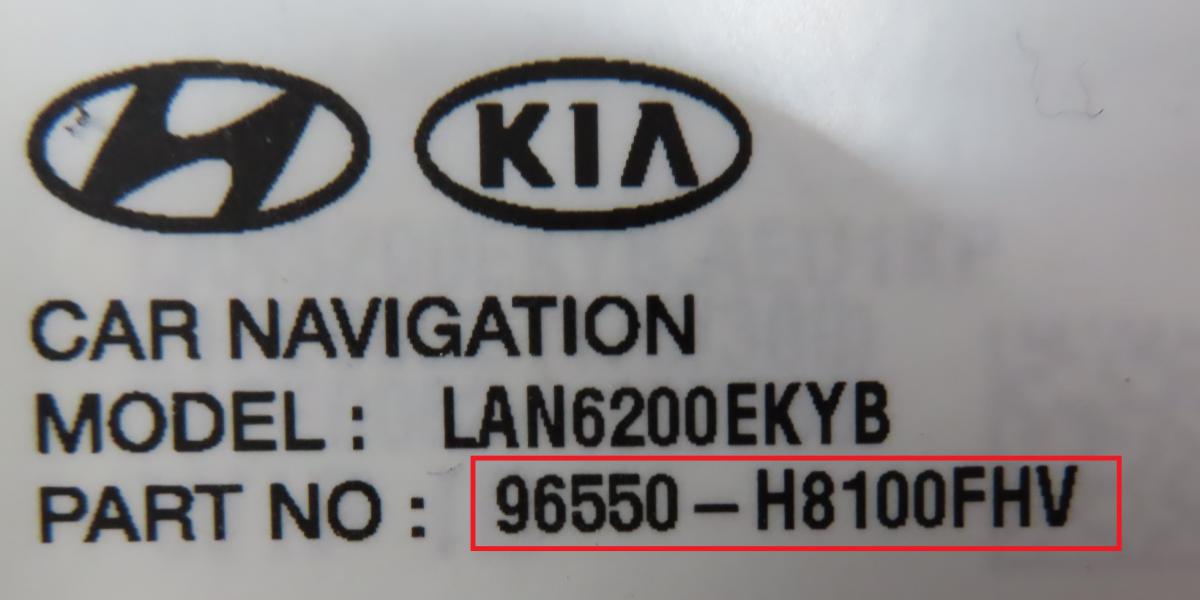 KIA
CAR NAVIGATION
MODEL : LAN6200EKYB
PART NO : 96550-H8100FHV